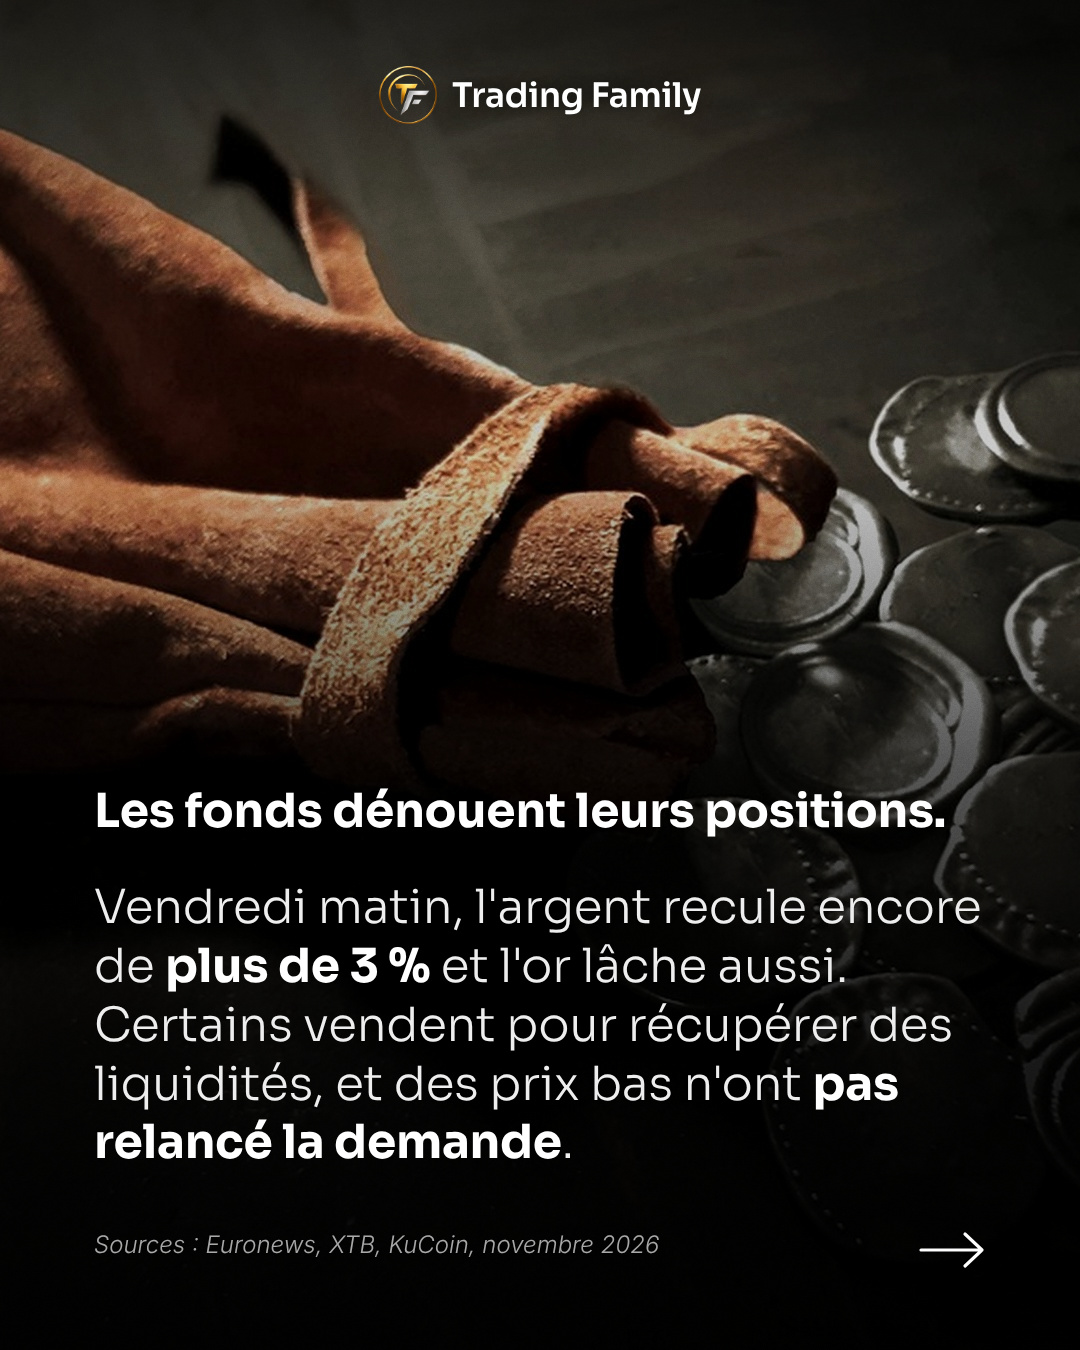 Trading Family
Les fonds dénouent leurs positions.
Vendredi matin, l'argent recule encore
de plus de 3 % et l'or lâche aussi.
Certains vendent pour récupérer des
liquidités, et des prix bas n'ont pas
relancé la demande.
Sources : Euronews, XTB, KuCoin, novembre 2026